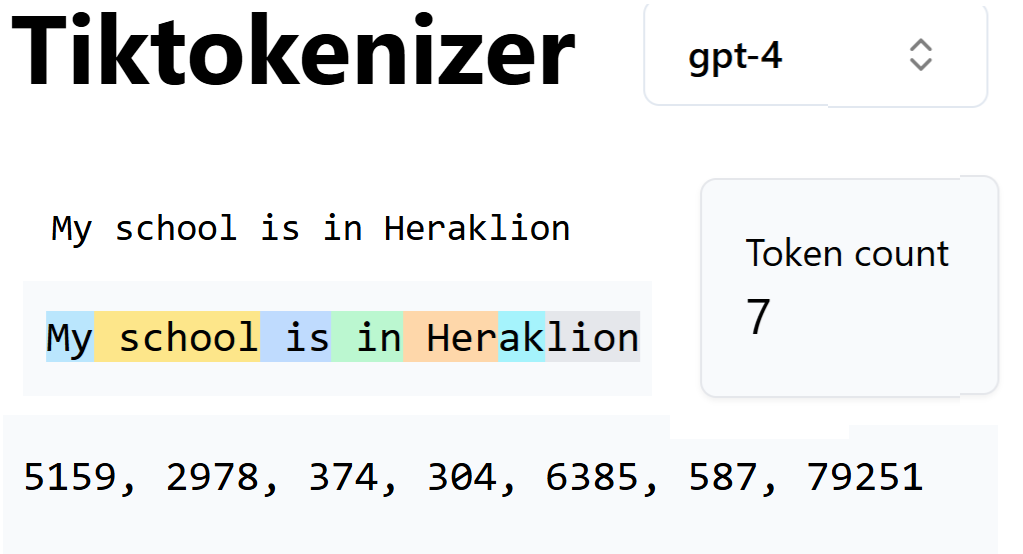 Tiktokenizer
gpt-4
My school is in Heraklion
Token count
7
My school is in Heraklion
5159, 2978, 374, 304, 6385, 587, 79251